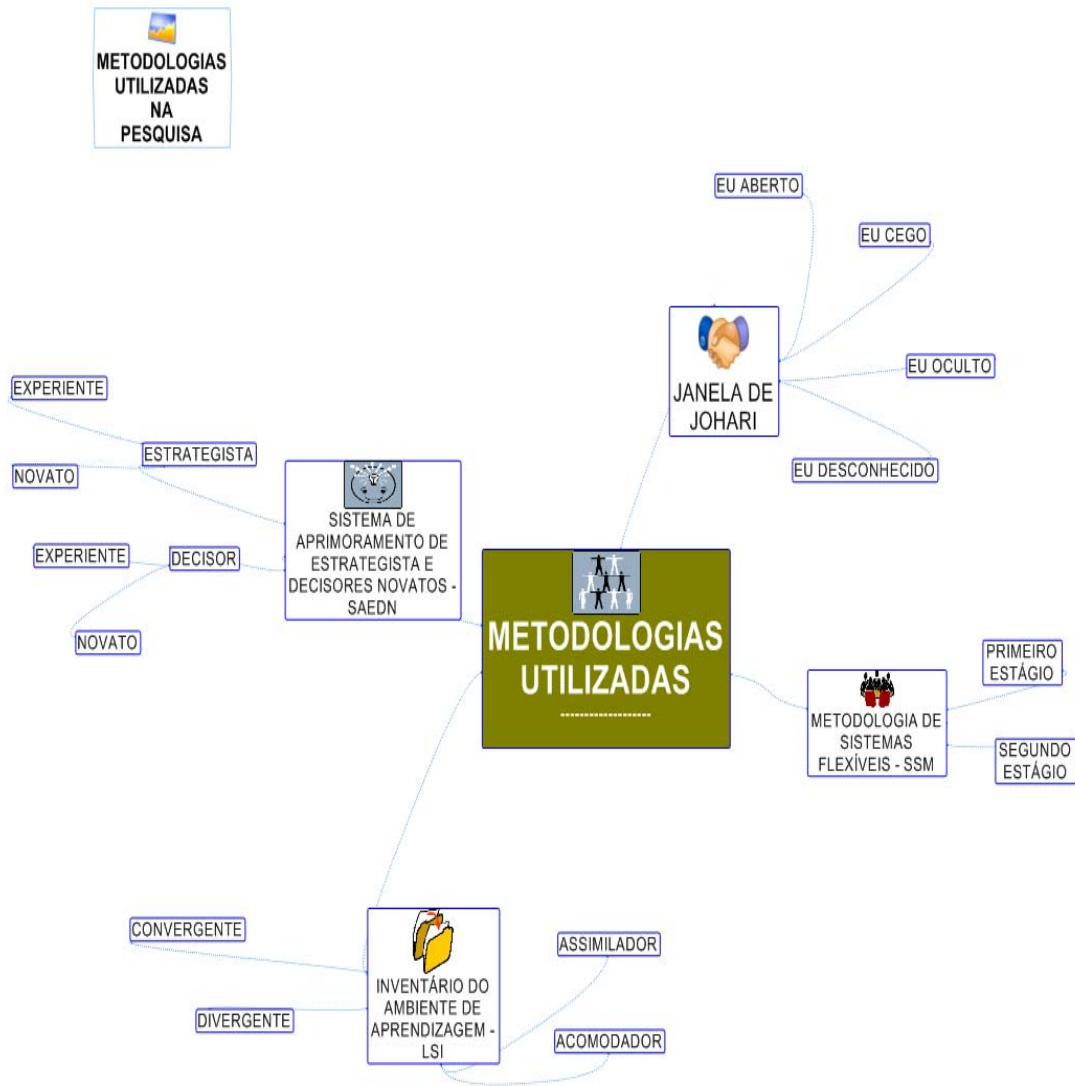 METODOLOGIAS
UTILIZADAS
NA
PESQUISA
EU ABERTO
EU CEGO
JANELA DE
JOHARI
EU OCULTO
EU DESCONHECIDO
EXPERIENTE
ESTRATEGISTA
NOVATO
SISTEMA DE
APRIMORAMENTO DE
ESTRATEGISTA E
DECISORES NOVATOS -
SAEDN
EXPERIENTE
DECISOR
NOVATO
METODOLOGIAS
UTILIZADAS
-------------------
PRIMEIRO
ESTÁGIO
METODOLOGIA DE
SISTEMAS
FLEXÍVEIS - SSM
SEGUNDO
ESTÁGIO
CONVERGENTE
DIVERGENTE
INVENTÁRIO DO
AMBIENTE DE
APRENDIZAGEM -
LSI
ASSIMILADOR
ACOMODADOR